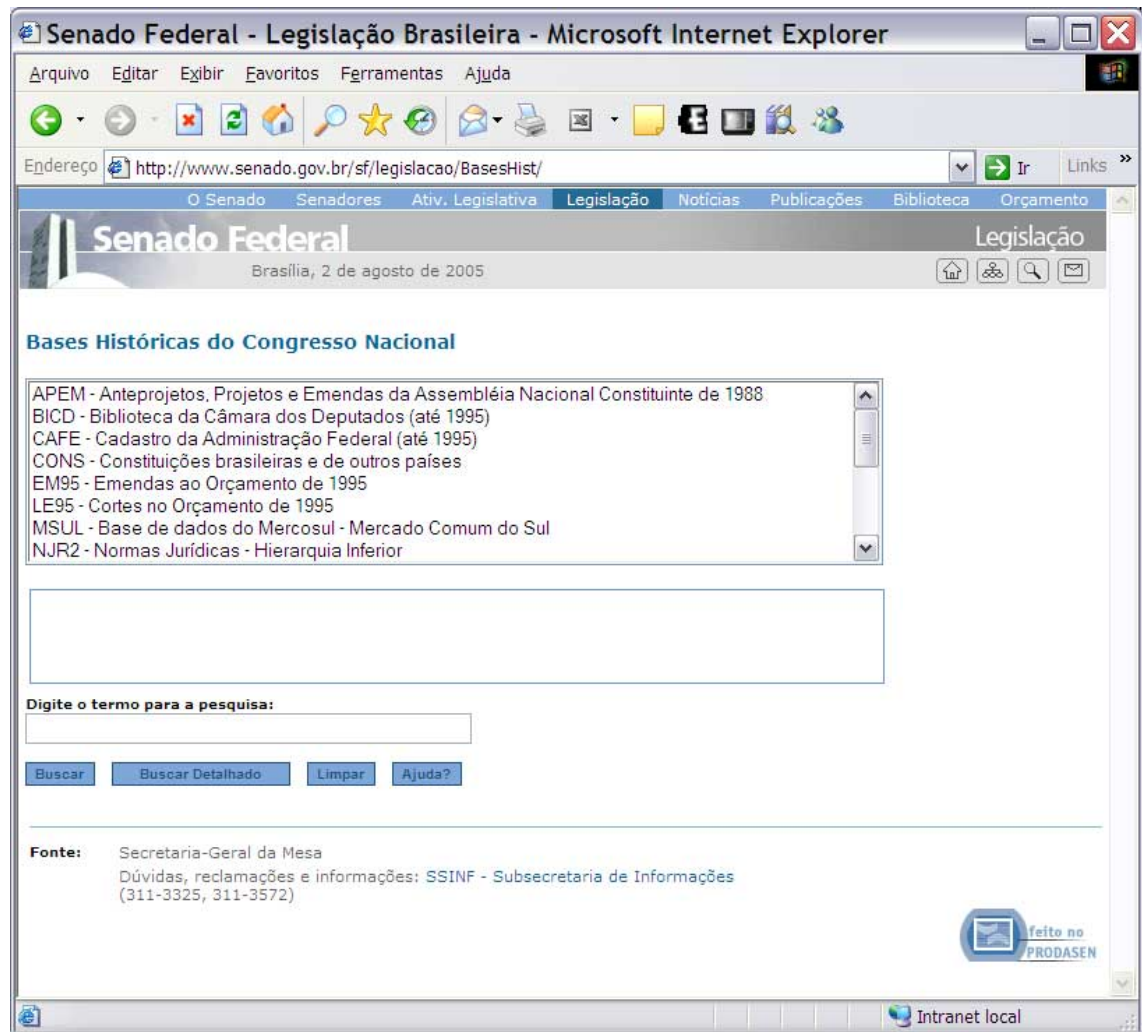 Senado Federal - Legislação Brasileira - Microsoft Internet Explorer
Arquivo Editar Exibir Favoritos Ferramentas Ajuda
Endereço http://www.senado.gov.br/sf/legislacao/BasesHist/ Ir Links »
O Senado Senadores Ativ. Legislativa Legislação Notícias Publicações Biblioteca Orçamento
Senado Federal Legislação
Brasília, 2 de agosto de 2005
Bases Históricas do Congresso Nacional
APEM - Anteprojetos, Projetos e Emendas da Assembléia Nacional Constituinte de 1988
BICD - Biblioteca da Câmara dos Deputados (até 1995)
CAFE - Cadastro da Administração Federal (até 1995)
CONS - Constituições brasileiras e de outros países
EM95 - Emendas ao Orçamento de 1995
LE95 - Cortes no Orçamento de 1995
MSUL - Base de dados do Mercosul - Mercado Comum do Sul
NJR2 - Normas Jurídicas - Hierarquia Inferior
Digite o termo para a pesquisa:
Buscar Buscar Detalhado Limpar Ajuda?
Fonte: Secretaria-Geral da Mesa
Dúvidas, reclamações e informações: SSINF - Subsecretaria de Informações
(311-3325, 311-3572)
feito no
PRODASEN
Intranet local